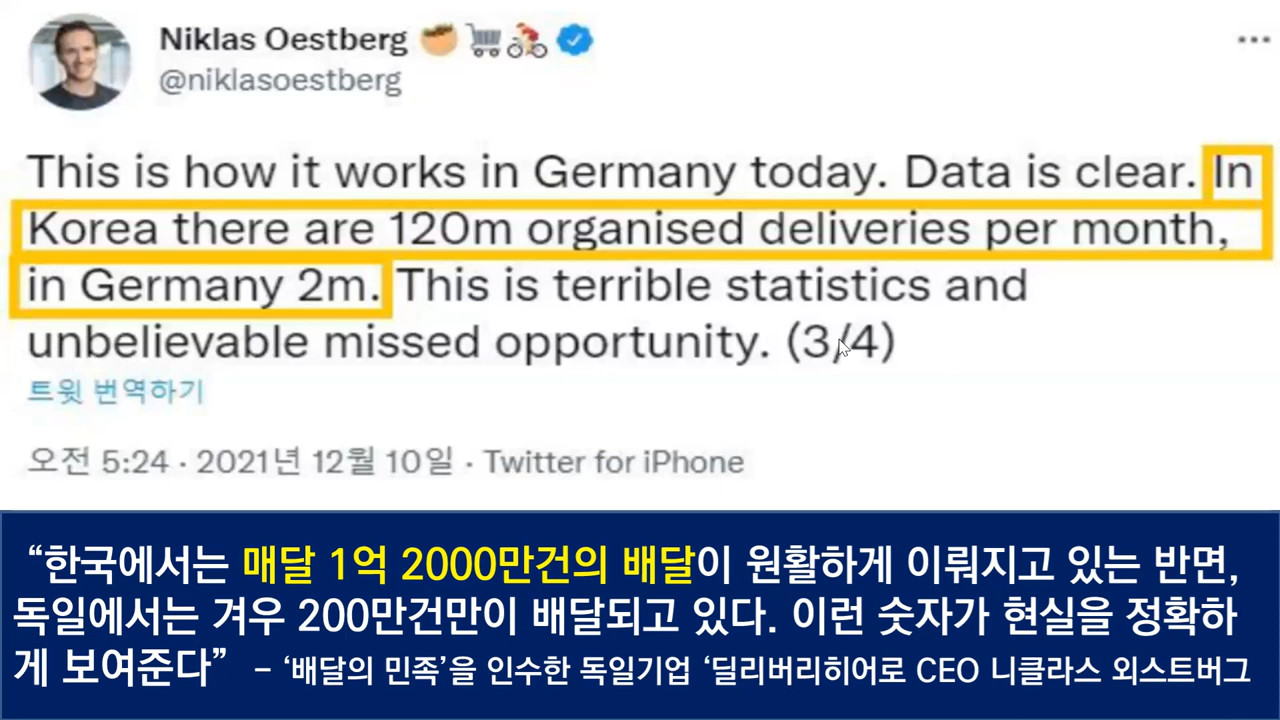 Niklas Oestberg
@niklasoestberg
This is how it works in Germany today. Data is clear. In
Korea there are 120m organised deliveries per month,
in Germany 2m. This is terrible statistics and
unbelievable missed opportunity. (3/4)
트윗 번역하기
오전 5:24 · 2021년 12월 10일 · Twitter for iPhone
“한국에서는 매달 1억 2000만건의 배달이 원활하게 이뤄지고 있는 반면,
독일에서는 겨우 200만건만이 배달되고 있다. 이런 숫자가 현실을 정확하
게 보여준다” – ‘배달의 민족’을 인수한 독일기업 ‘딜리버리히어로 CEO 니클라스 외스트버그